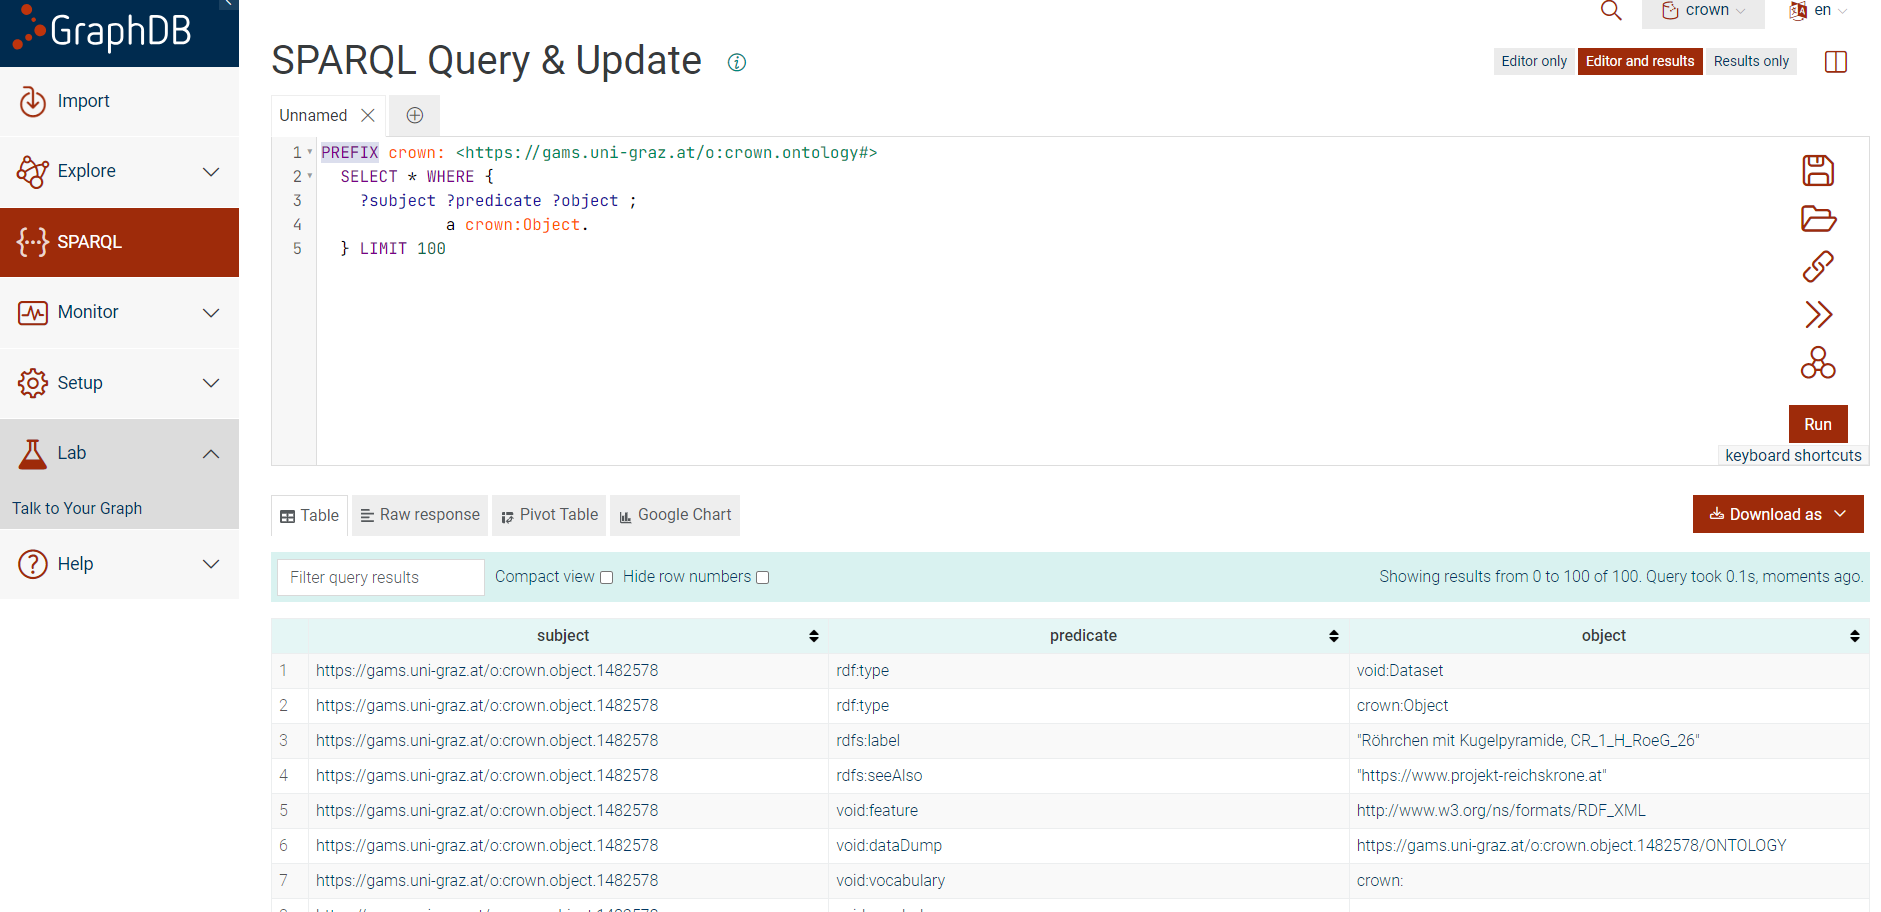 GraphDB
crown
en
SPARQL Query & Update
Editor only
Editor and results
Results only
Import
Explore
SPARQL
Monitor
Setup
Lab
Talk to Your Graph
Help
Unnamed
1 PREFIX crown: <https://gams.uni-graz.at/o:crown.ontology#>
2 SELECT * WHERE {
3 ?subject ?predicate ?object ;
4 a crown:Object.
5 } LIMIT 100
Run
keyboard shortcuts
Table
Raw response
Pivot Table
Google Chart
Download as
Filter query results
Compact view
Hide row numbers
Showing results from 0 to 100 of 100. Query took 0.1s, moments ago.
subject predicate object
1 https://gams.uni-graz.at/o:crown.object.1482578 rdf:type void:Dataset
2 https://gams.uni-graz.at/o:crown.object.1482578 rdf:type crown:Object
3 https://gams.uni-graz.at/o:crown.object.1482578 rdfs:label "Röhrchen mit Kugelpyramide, CR_1_H_RoeG_26"
4 https://gams.uni-graz.at/o:crown.object.1482578 rdfs:seeAlso "https://www.projekt-reichskrone.at"
5 https://gams.uni-graz.at/o:crown.object.1482578 void:feature http://www.w3.org/ns/formats/RDF_XML
6 https://gams.uni-graz.at/o:crown.object.1482578 void:dataDump https://gams.uni-graz.at/o:crown.object.1482578/ONTOLOGY
7 https://gams.uni-graz.at/o:crown.object.1482578 void:vocabulary crown: